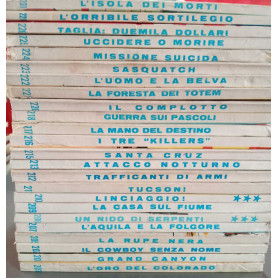 L'ISOLA DEI MORTI
L'ORRIBILE SORTILEGIO
TAGLIA: DUEMILA DOLLARI
UCCIDERE O MORIRE
MISSIONE SUICIDA
SASQUATCH
L'UOMO E LA BELVA
LA FORESTA DEI TOTEM
IL COMPLOTTO
GUERRA SUI PASCOLI
LA MANO DEL DESTINO
I TRE "KILLERS"
SANTA CRUZ
ATTACCO NOTTURNO
TRAFFICANTI DI ARMI
TUCSON!
LINCIAGGIO! ★★★
LA CASA SUL FIUME
UN NIDO DI SERPENTI ★★★
L'AQUILA E LA FOLGORE
LA RUPE NERA
IL COWBOY SENZA NOME
GRAND CANYON
L'ORO DEL COLORADO